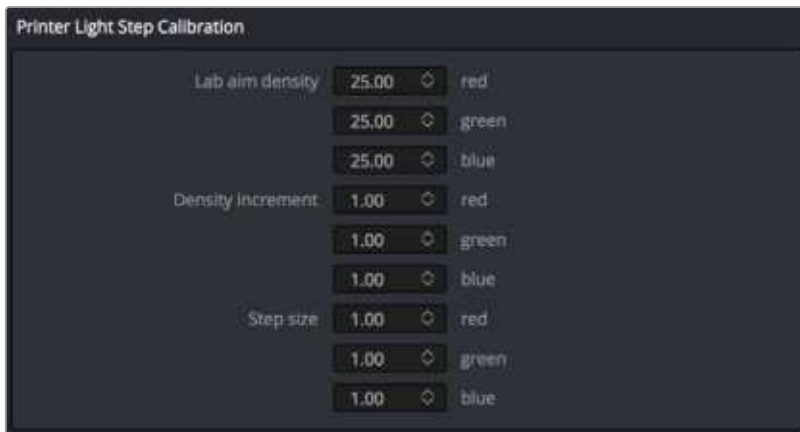 Printer Light Step Calibration
Lab aim density 25.00 red
25.00 green
25.00 blue
Density increment 1.00 red
1.00 green
1.00 blue
Step size 1.00 red
1.00 green
1.00 blue